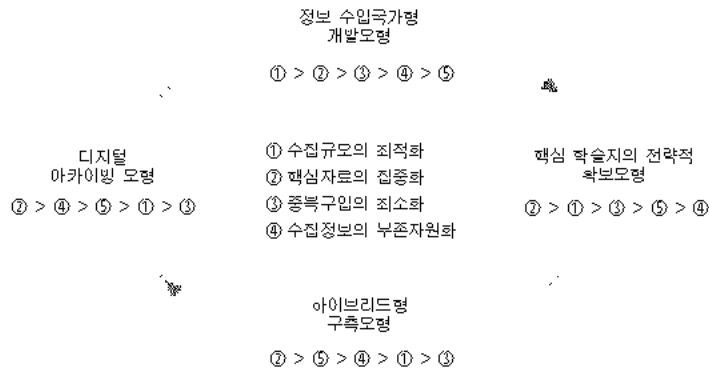 정보 수입국가형
개발모형
① > ② > ③ > ④ > ⑤
디지털
아카이빙 모형
② > ④ > ⑤ > ① > ③
① 수집규모의 최적화
② 핵심자료의 집중화
③ 중복구입의 최소화
④ 수집정보의 부존자원화
핵심 학술지의 전략적
확보모형
② > ① > ③ > ⑤ > ④
하이브리드형
구축모형
② > ⑤ > ④ > ① > ③